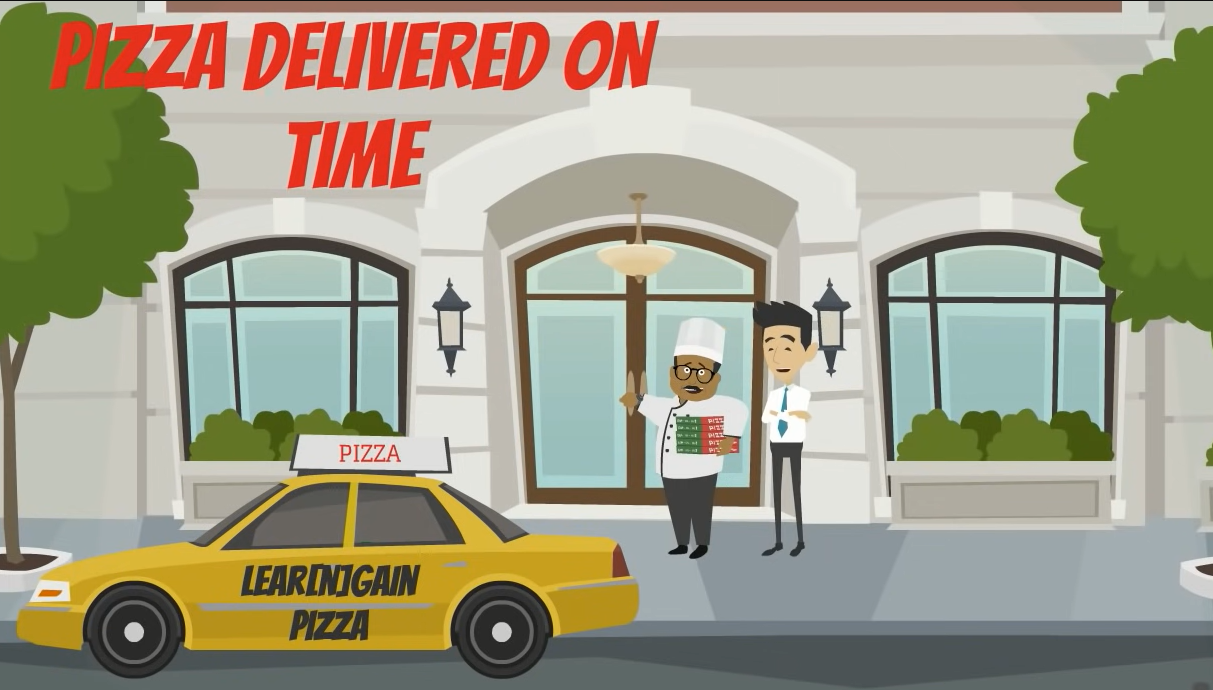 PIZZA DELIVERED ON
TIME
PIZZA
LEAR[N]GAIN
PIZZA